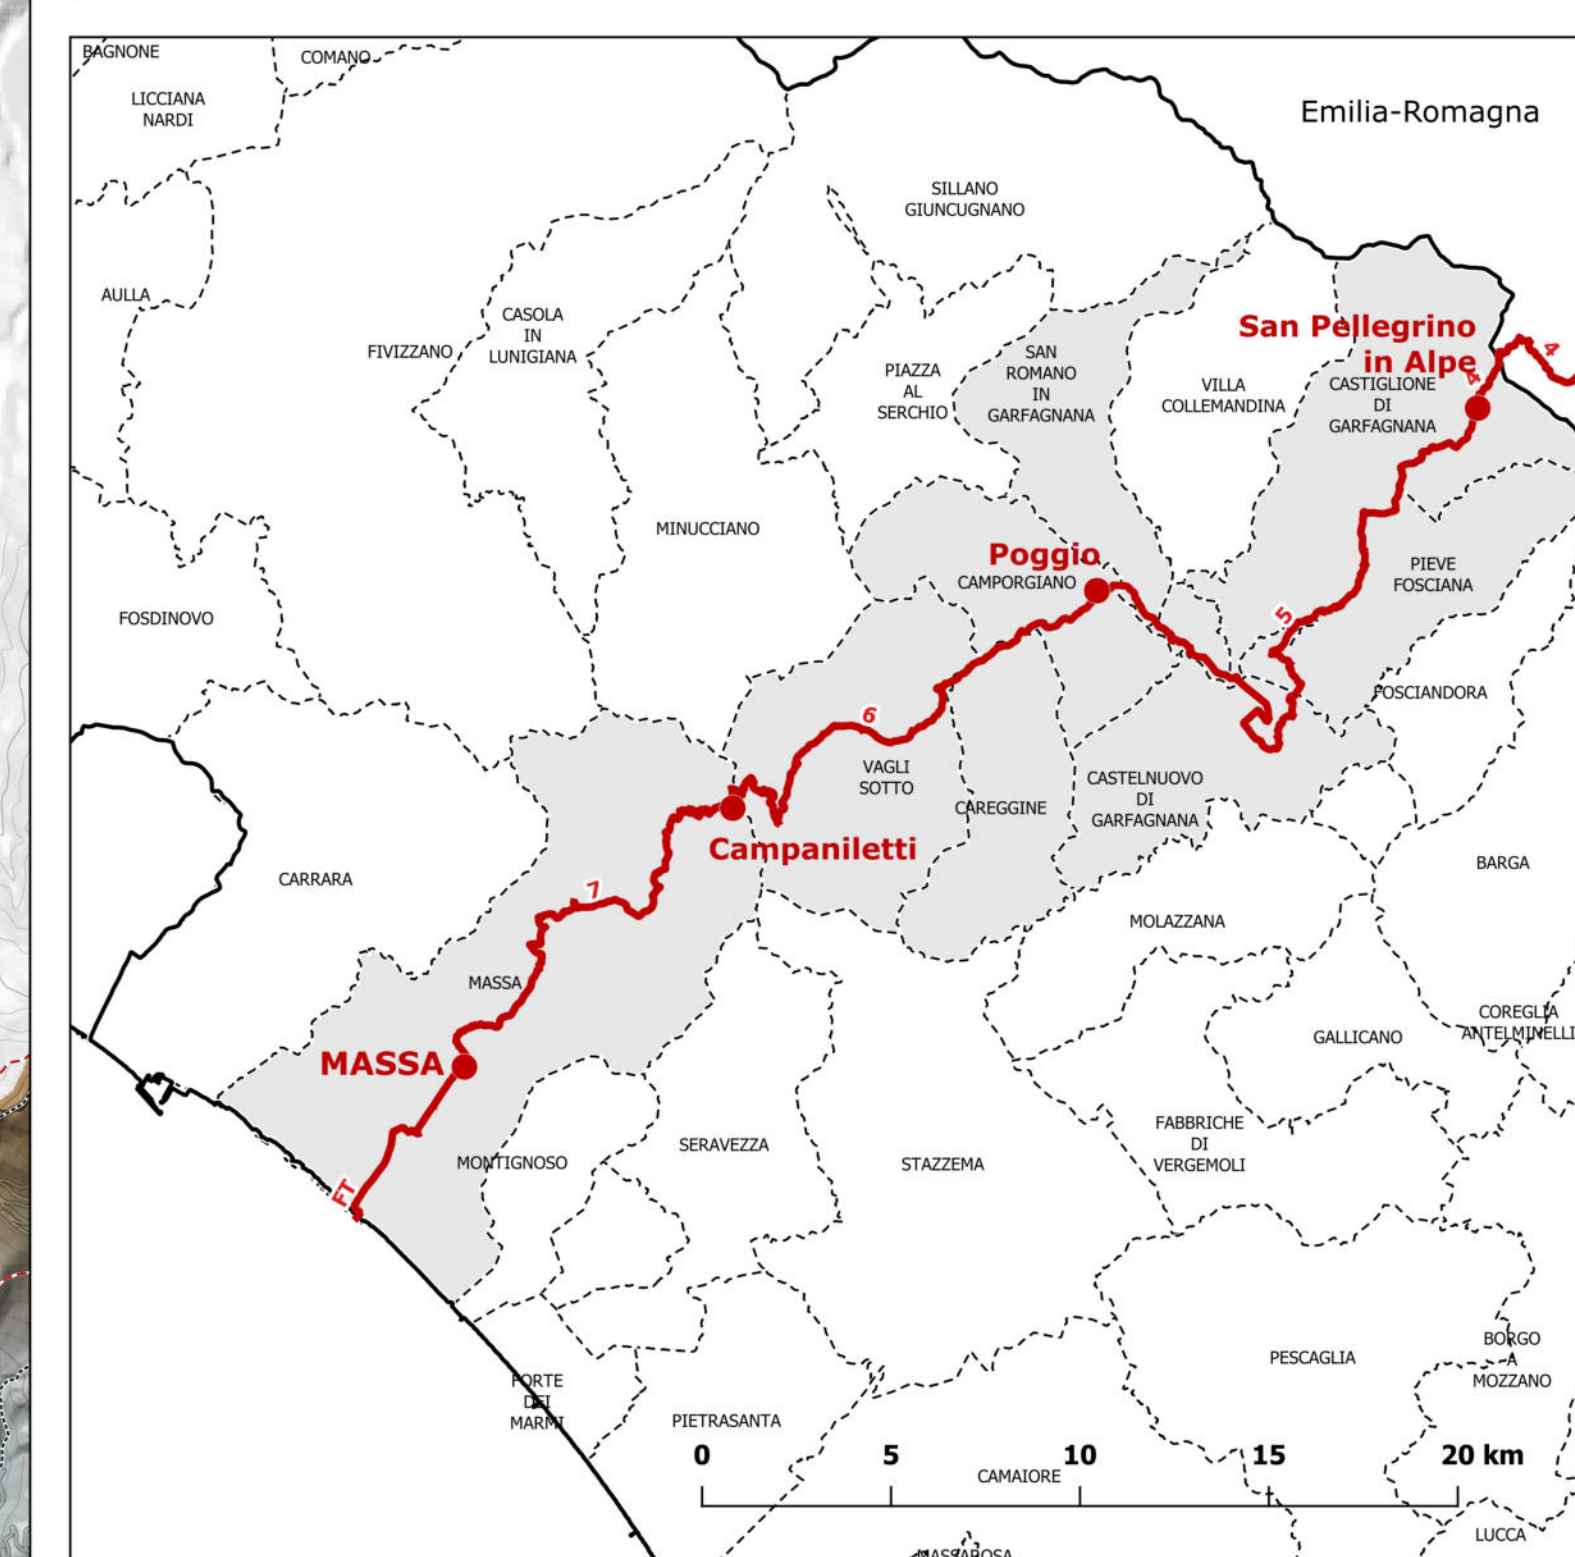 BAGNONE
COMANO
LICCIANA
NARDI
Emilia-Romagna
SILLANO
GIUNCUGNANO
AULLA
CASOLA
IN
LUNIGIANA
FIVIZZANO
San Pellegrino
in Alpe
4
4
SAN
ROMANO
IN
GARFAGNANA
PIAZZA
AL
SERCHIO
VILLA
COLLEMANDINA
CASTIGLIONE
DI
GARFAGNANA
MINUCCIANO
Poggio
CAMPORGIANO
PIEVE
FOSCIANA
FOSDINOVO
5
FOSCIANDORA
6
VAGLI
SOTTO
CAREGGINE
CASTELNUOVO
DI
GARFAGNANA
Campaniletti
CARRARA
7
BARGA
MOLAZZANA
MASSA
COREGLIA
ANTELMINELLI
GALLICANO
MASSA
FABBRICHE
DI
VERGEMOLI
SERAVEZZA
MONTIGNOSO
STAZZEMA
FT
BORGO
A
MOZZANO
PESCAGLIA
FORTE
DEI
MARMI
PIETRASANTA
0 5 10 15 20 km
CAMAIORE
LUCCA
MASSAROSA